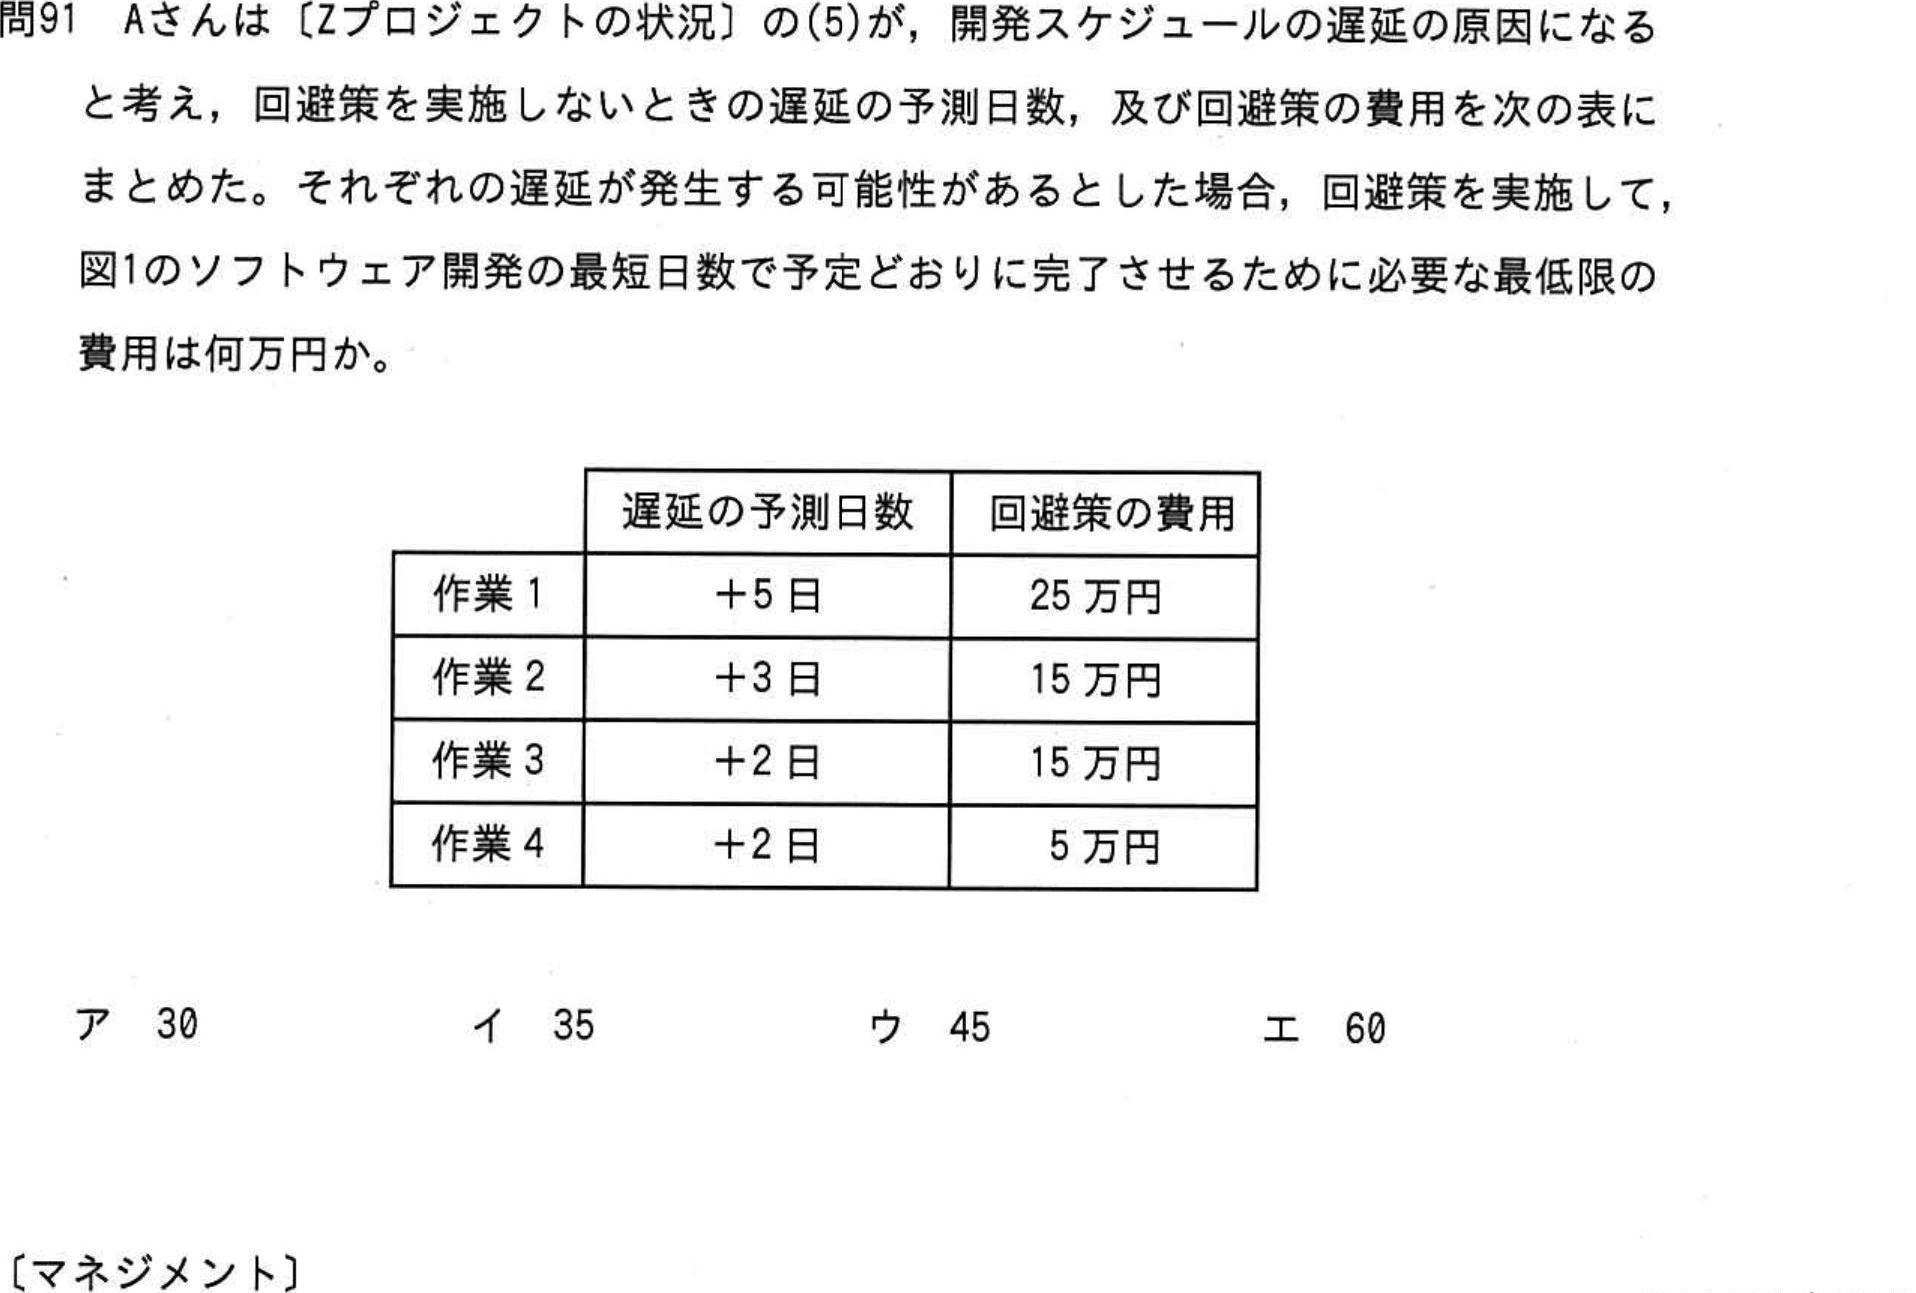 問91 Aさんは〔Zプロジェクトの状況〕の(5)が，開発スケジュールの遅延の原因になる
と考え，回避策を実施しないときの遅延の予測日数，及び回避策の費用を次の表に
まとめた。それぞれの遅延が発生する可能性があるとした場合，回避策を実施して，
図1のソフトウェア開発の最短日数で予定どおりに完了させるために必要な最低限の
費用は何万円か。
遅延の予測日数 回避策の費用
作業1 +5日 25万円
作業2 +3日 15万円
作業3 +2日 15万円
作業4 +2日 5万円
ア 30 イ 35 ウ 45 エ 60
〔マネジメント〕